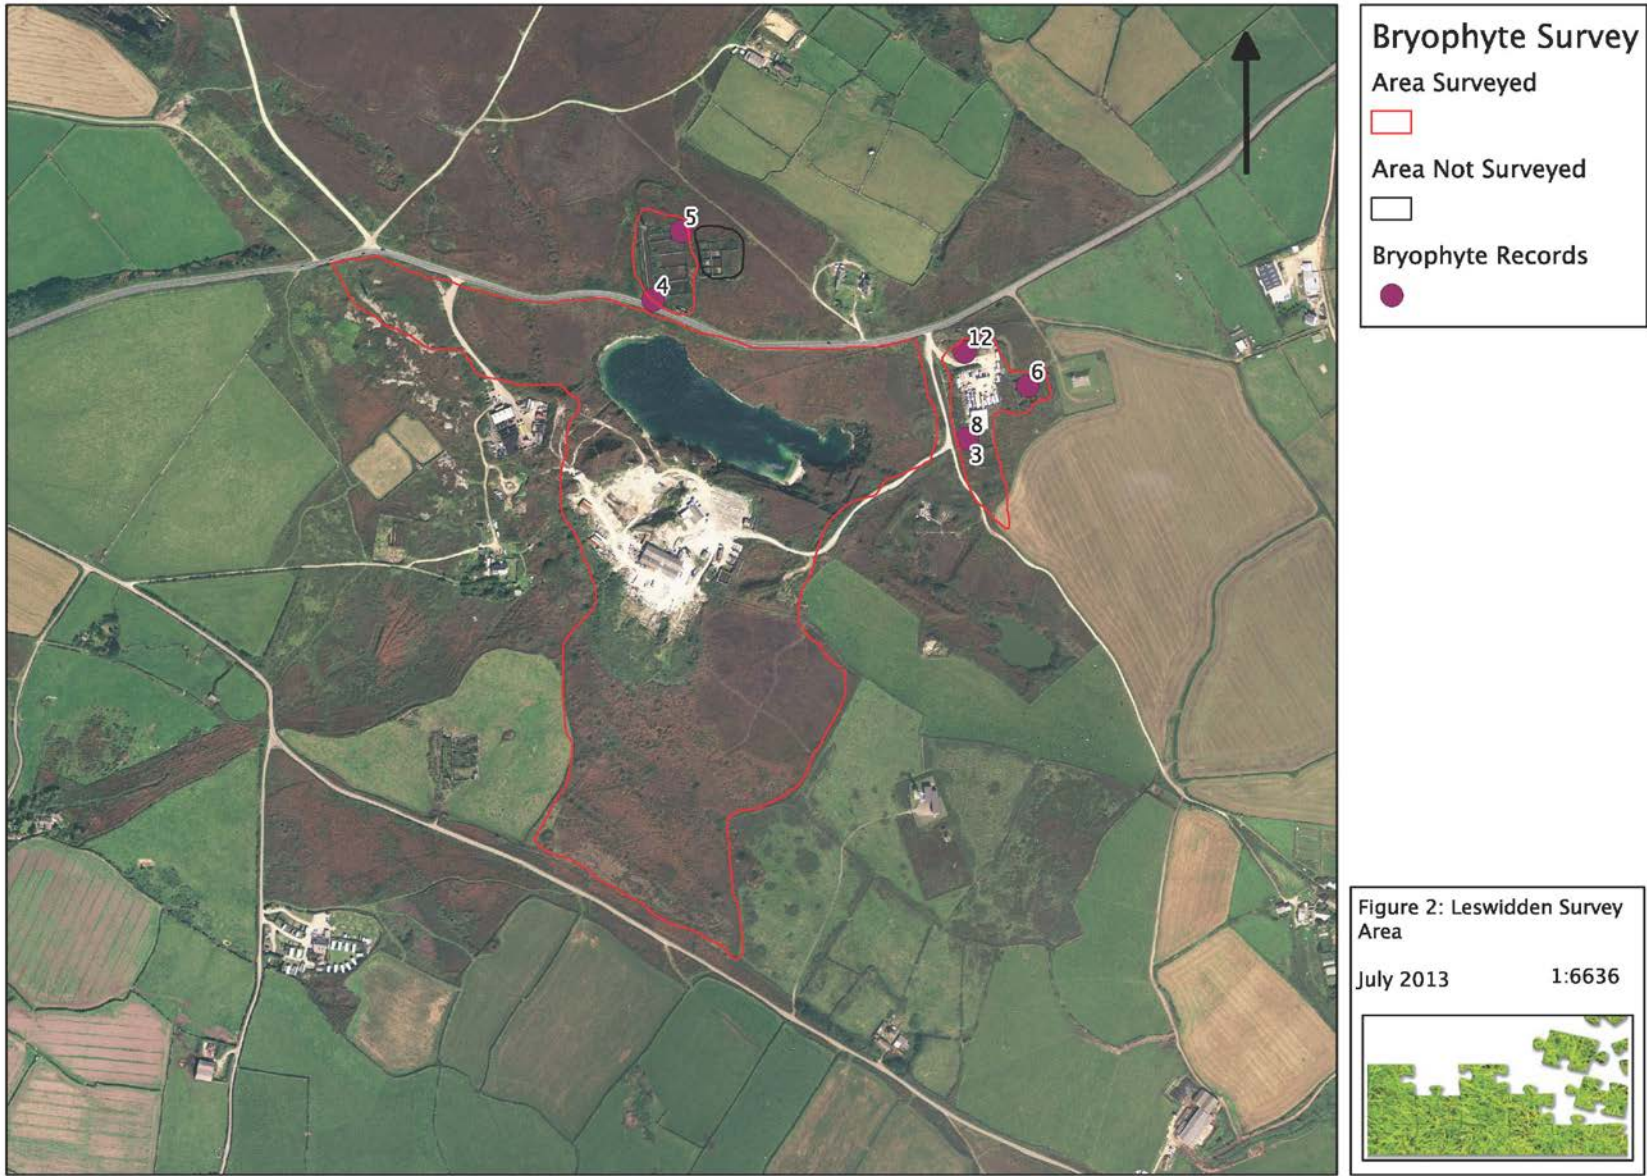 Bryophyte Survey
Area Surveyed
Area Not Surveyed
Bryophyte Records
5
4
12
6
8
3
Figure 2: Leswidden Survey
Area
July 2013 1:6636